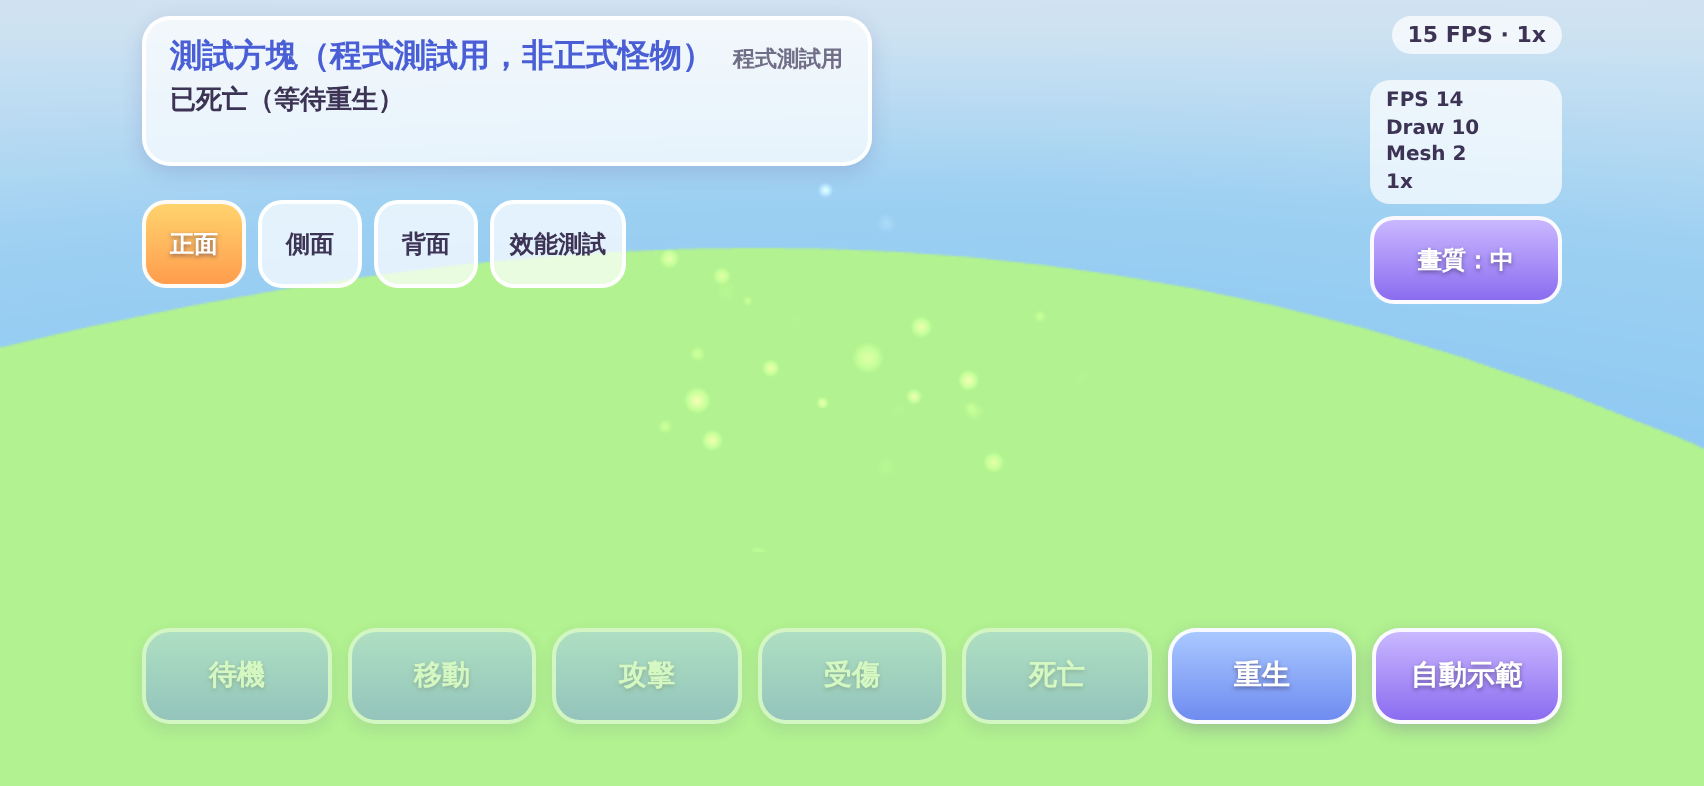 測試方塊（程式測試用，非正式怪物） 程式測試用
已死亡（等待重生）
15 FPS · 1x
FPS 14
Draw 10
Mesh 2
1x
正面 側面 背面 效能測試
畫質：中
待機 移動 攻擊 受傷 死亡 重生 自動示範